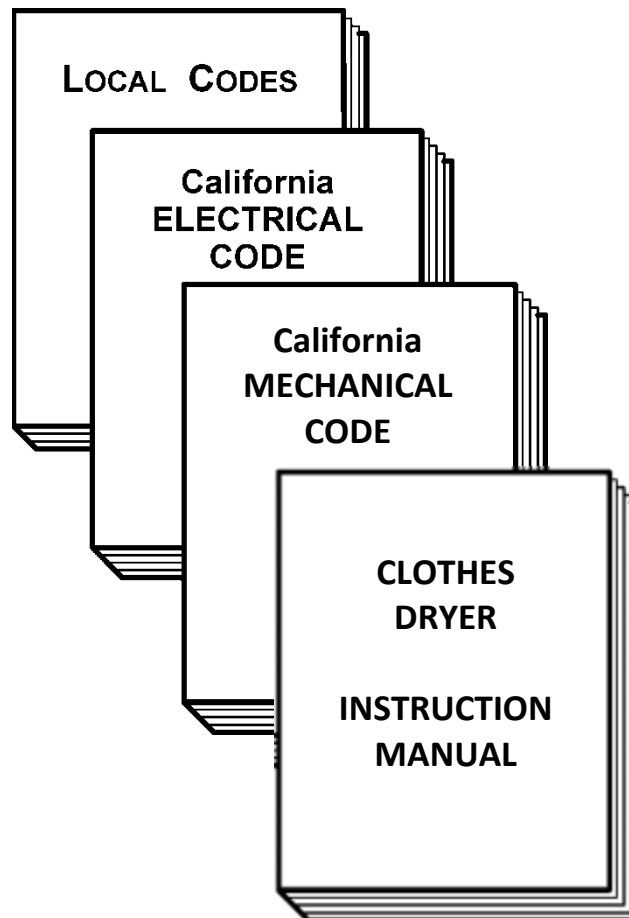 LOCAL CODES
California
ELECTRICAL
CODE
California
MECHANICAL
CODE
CLOTHES
DRYER
INSTRUCTION
MANUAL